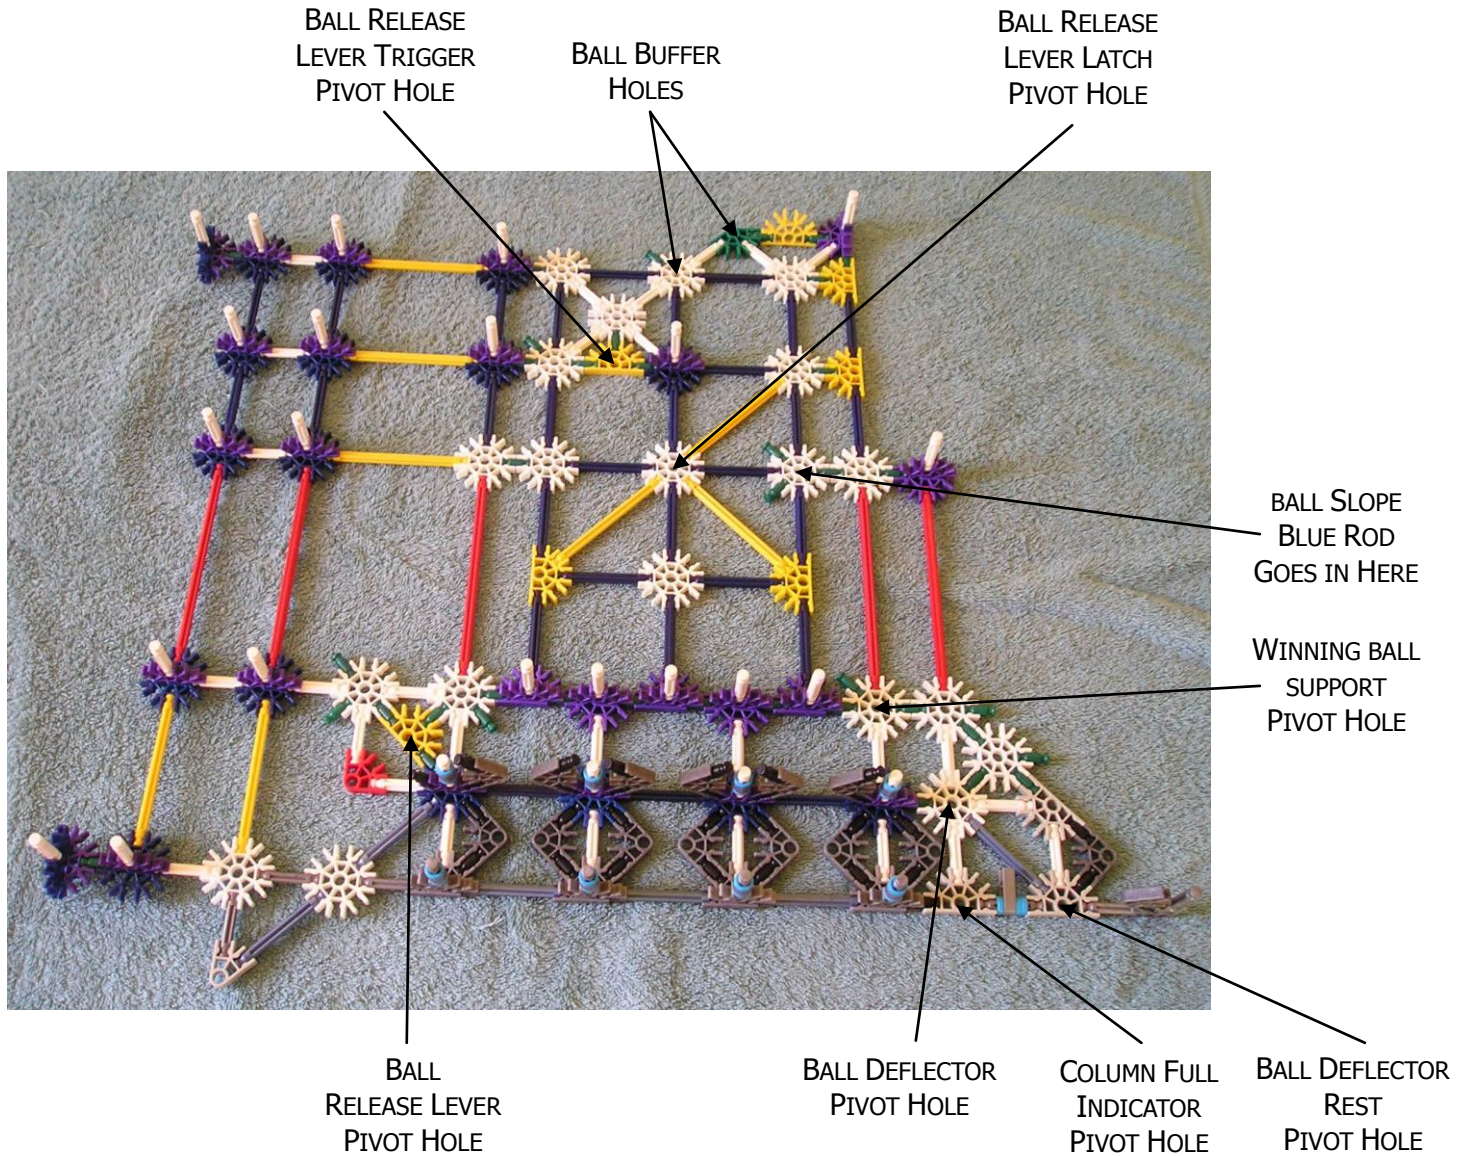 BALL RELEASE
LEVER TRIGGER
PIVOT HOLE
BALL BUFFER
HOLES
BALL RELEASE
LEVER LATCH
PIVOT HOLE
BALL SLOPE
BLUE ROD
GOES IN HERE
WINNING BALL
SUPPORT
PIVOT HOLE
BALL
RELEASE LEVER
PIVOT HOLE
BALL DEFLECTOR
PIVOT HOLE
COLUMN FULL
INDICATOR
PIVOT HOLE
BALL DEFLECTOR
REST
PIVOT HOLE